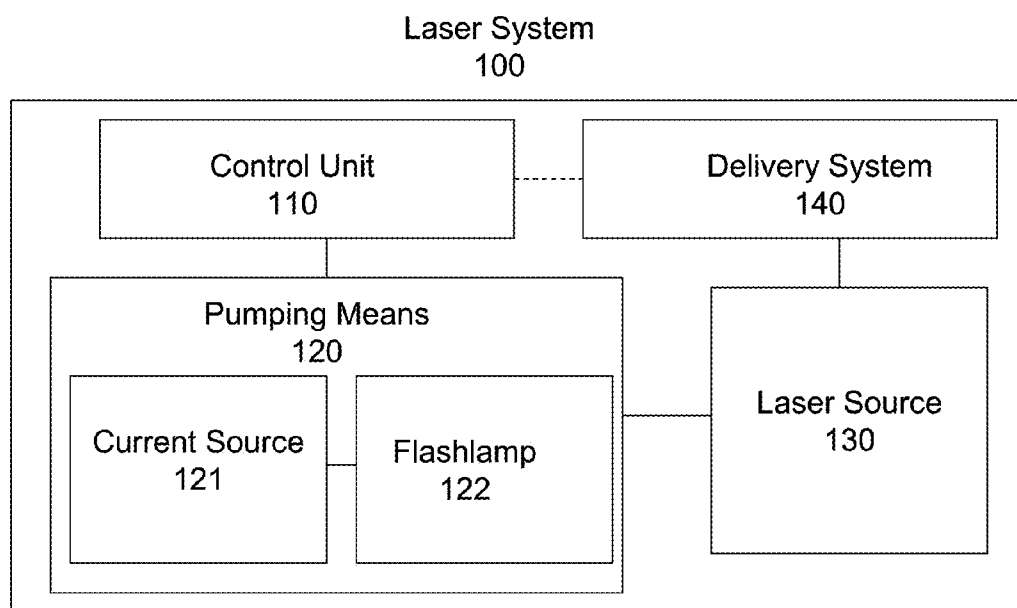 Laser System
100
Control Unit
110
Delivery System
140
Pumping Means
120
Current Source
121
Flashlamp
122
Laser Source
130